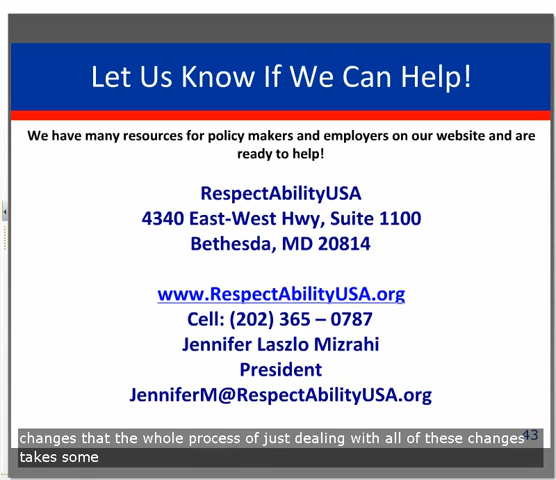 Let Us Know If We Can Help!
We have many resources for policy makers and employers on our website and are
ready to help!
RespectAbilityUSA
4340 East-West Hwy, Suite 1100
Bethesda, MD 20814
www.RespectAbilityUSA.org
Cell: (202) 365 – 0787
Jennifer Laszlo Mizrahi
President
JenniferM@RespectAbilityUSA.org
43
changes that the whole process of just dealing with all of these changes
takes some